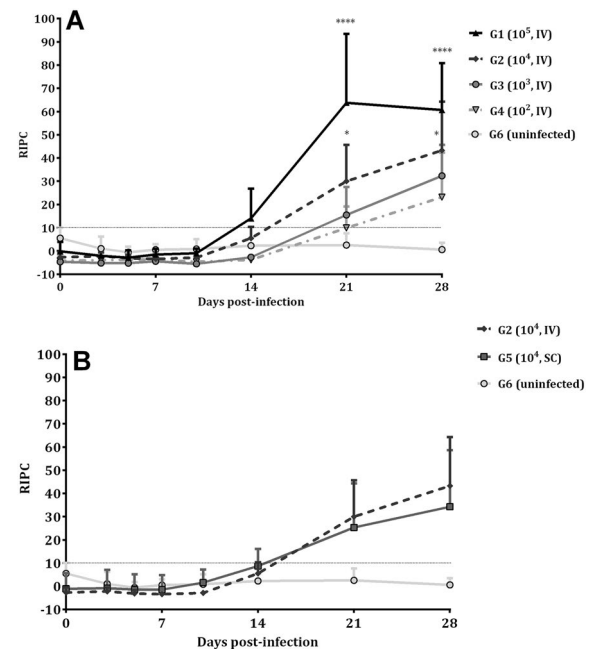 A
100
90
80
70
60
50
40
30
20
10
0
-10
RIPC
0
7
14
21
28
Days post-infection
****
****
*
*
G1 (10⁵, IV)
G2 (10⁴, IV)
G3 (10³, IV)
G4 (10², IV)
G6 (uninfected)
B
100
90
80
70
60
50
40
30
20
10
0
-10
RIPC
0
7
14
21
28
Days post-infection
G2 (10⁴, IV)
G5 (10⁴, SC)
G6 (uninfected)